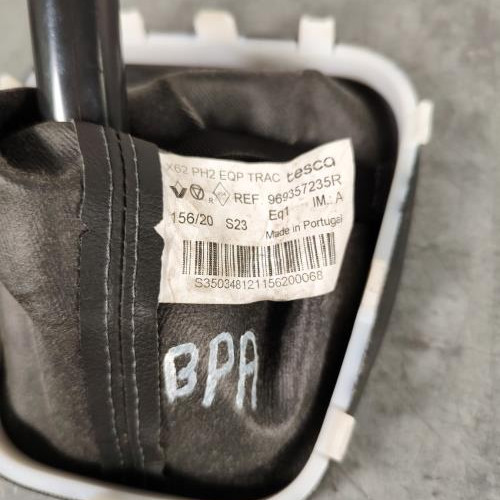 X62 PH2 EQP TRAC tesca
REF 969357235R
156/20 S23 Eq1 IM.: A
Made in Portugal
S350348121156200068
BPA